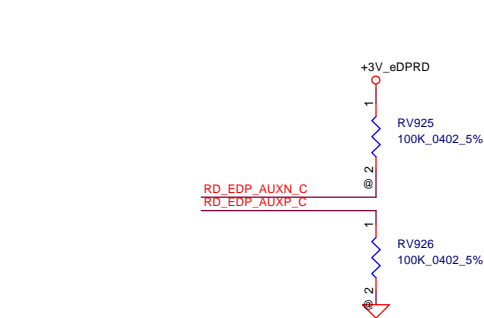 +3V_eDPRD
1
RV925
100K_0402_5%
2
@
RD_EDP_AUXN_C
RD_EDP_AUXP_C
1
RV926
100K_0402_5%
2
@